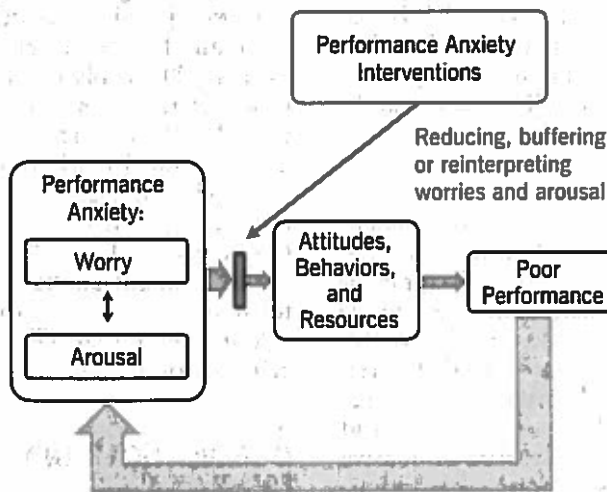 Performance Anxiety
Interventions
Reducing, buffering
or reinterpreting
worries and arousal
Performance
Anxiety:
Worry
Arousal
Attitudes,
Behaviors,
and
Resources
Poor
Performance